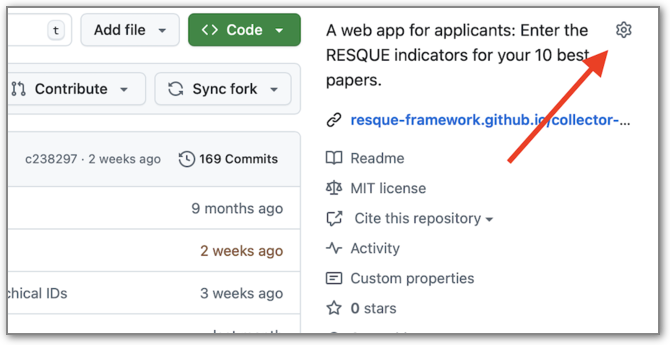 t
Add file
Code
A web app for applicants: Enter the
RESQUE indicators for your 10 best
papers.
Contribute
Sync fork
resque-framework.github.io/collector-...
c238297 · 2 weeks ago
169 Commits
Readme
MIT license
Cite this repository
Activity
Custom properties
0 stars
9 months ago
2 weeks ago
chical IDs
3 weeks ago